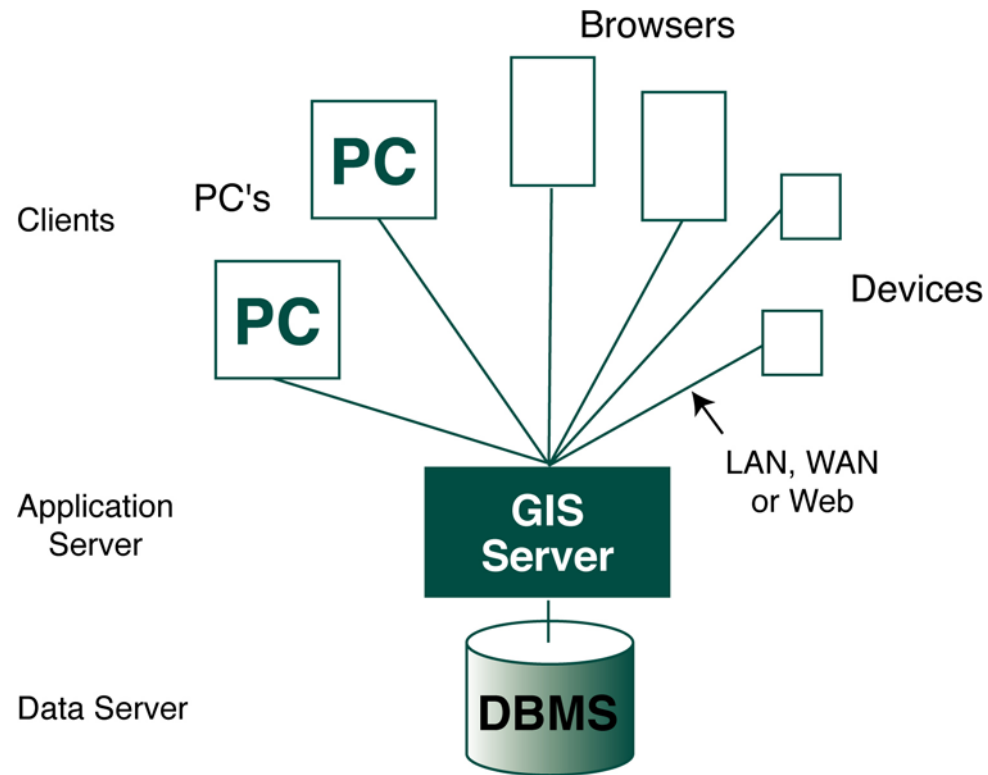 Browsers
PC
PC's
Clients
PC
Devices
LAN, WAN
or Web
Application
Server
GIS
Server
Data Server
DBMS